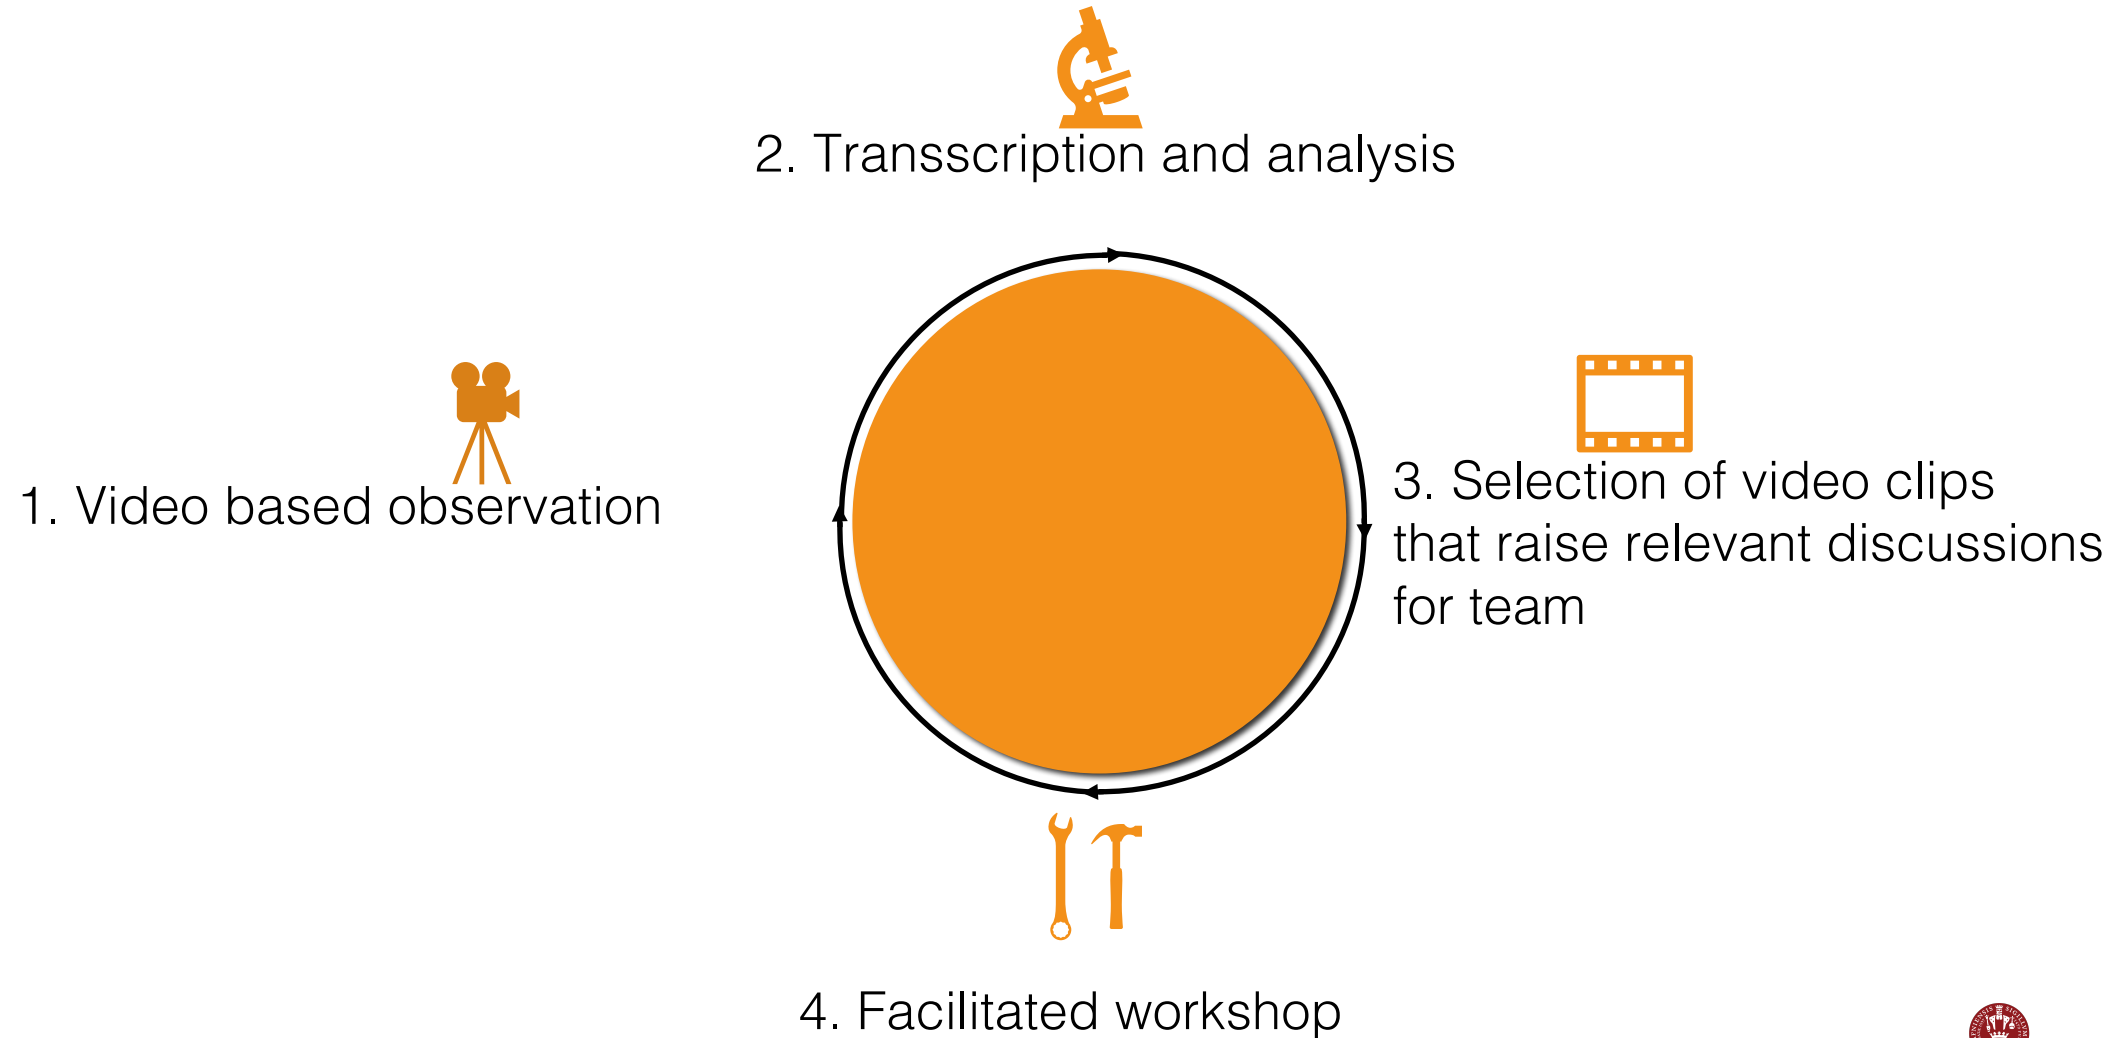 2. Transscription and analysis
1. Video based observation
3. Selection of video clips
that raise relevant discussions
for team
4. Facilitated workshop